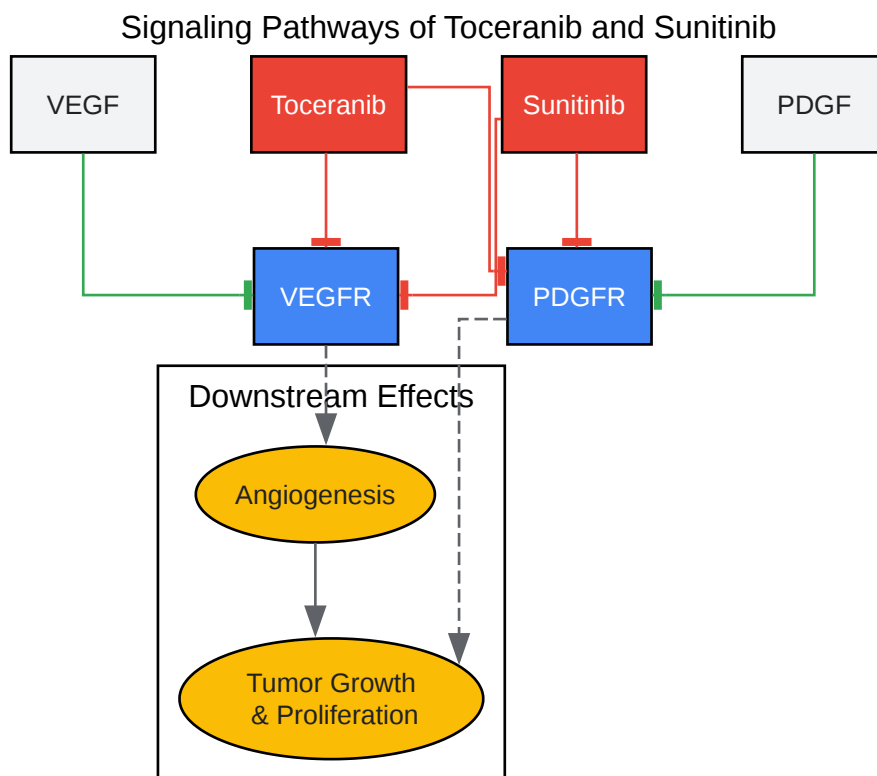 Signaling Pathways of Toceranib and Sunitinib
VEGF
Toceranib
Sunitinib
PDGF
VEGFR
PDGFR
Downstream Effects
Angiogenesis
Tumor Growth
& Proliferation